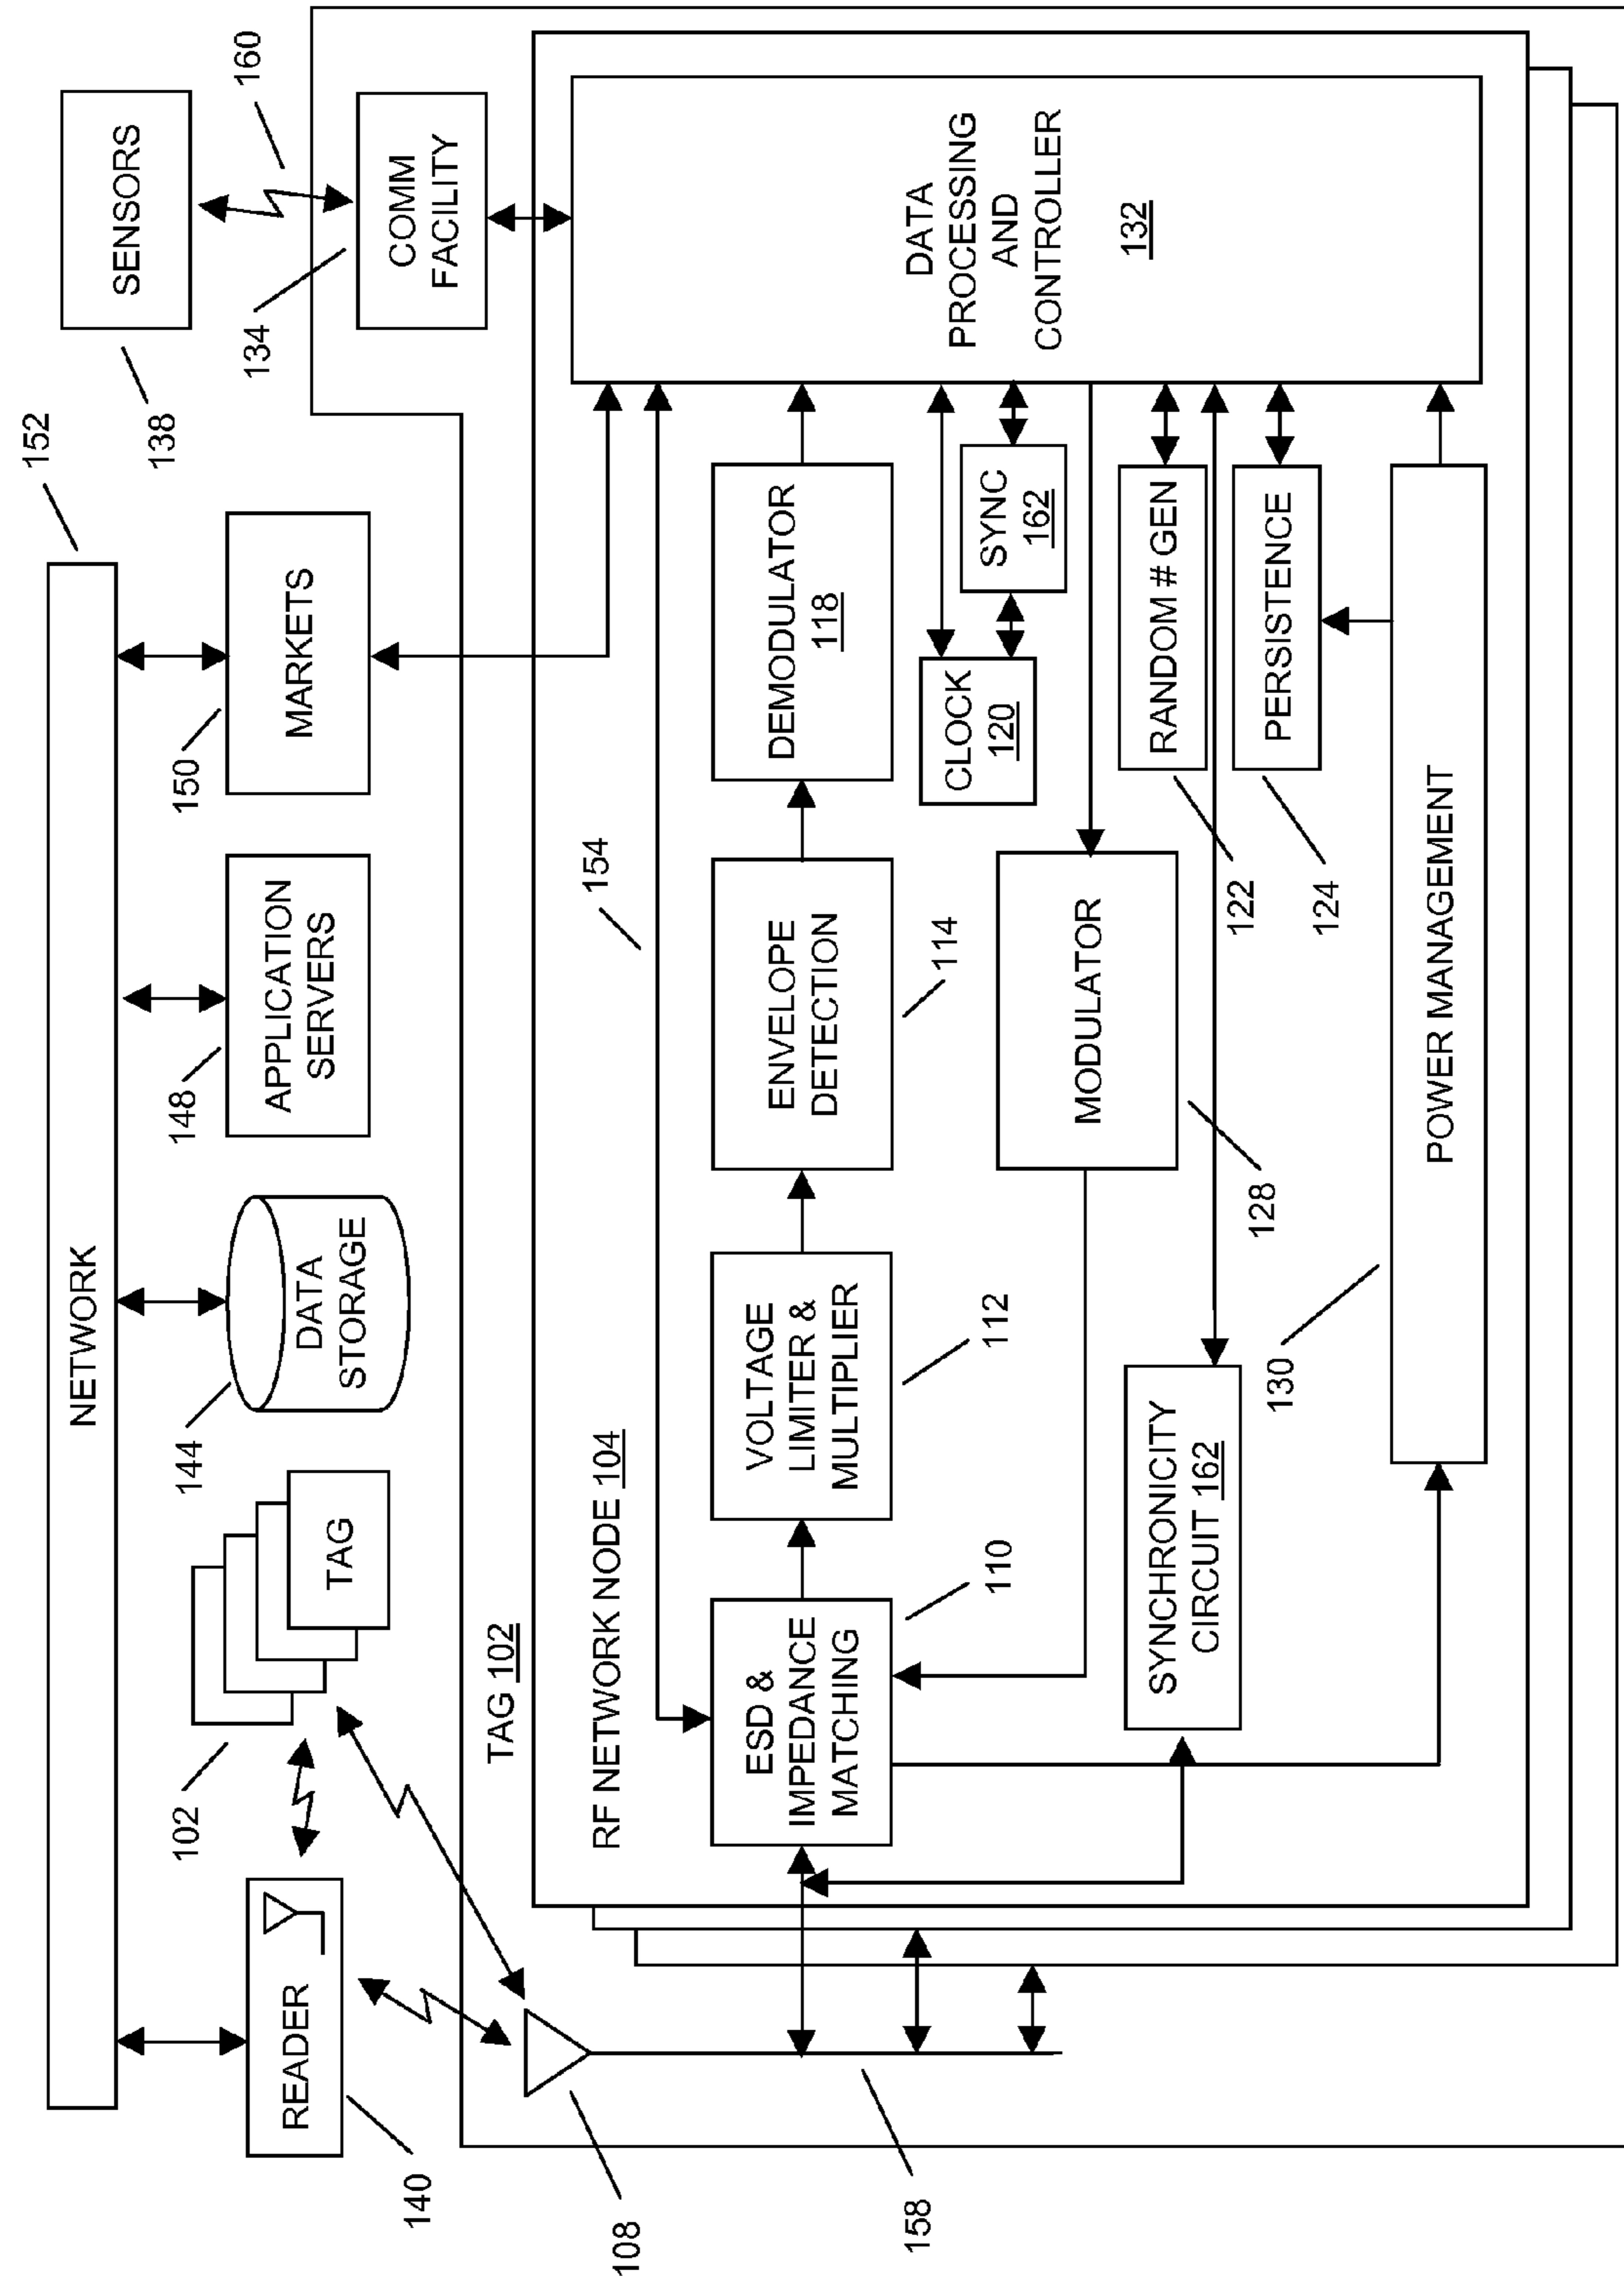 NETWORK
152
READER
140
102
TAG
144
DATA
STORAGE
148
APPLICATION
SERVERS
150
MARKETS
138
SENSORS
160
134
COMM
FACILITY
108
158
TAG 102
RF NETWORK NODE 104
154
ESD &
IMPEDANCE
MATCHING
110
VOLTAGE
LIMITER &
MULTIPLIER
112
ENVELOPE
DETECTION
114
DEMODULATOR
118
CLOCK
120
SYNC
162
MODULATOR
128
RANDOM # GEN
122
PERSISTENCE
124
SYNCHRONICITY
CIRCUIT 162
130
POWER MANAGEMENT
DATA
PROCESSING
AND
CONTROLLER
132